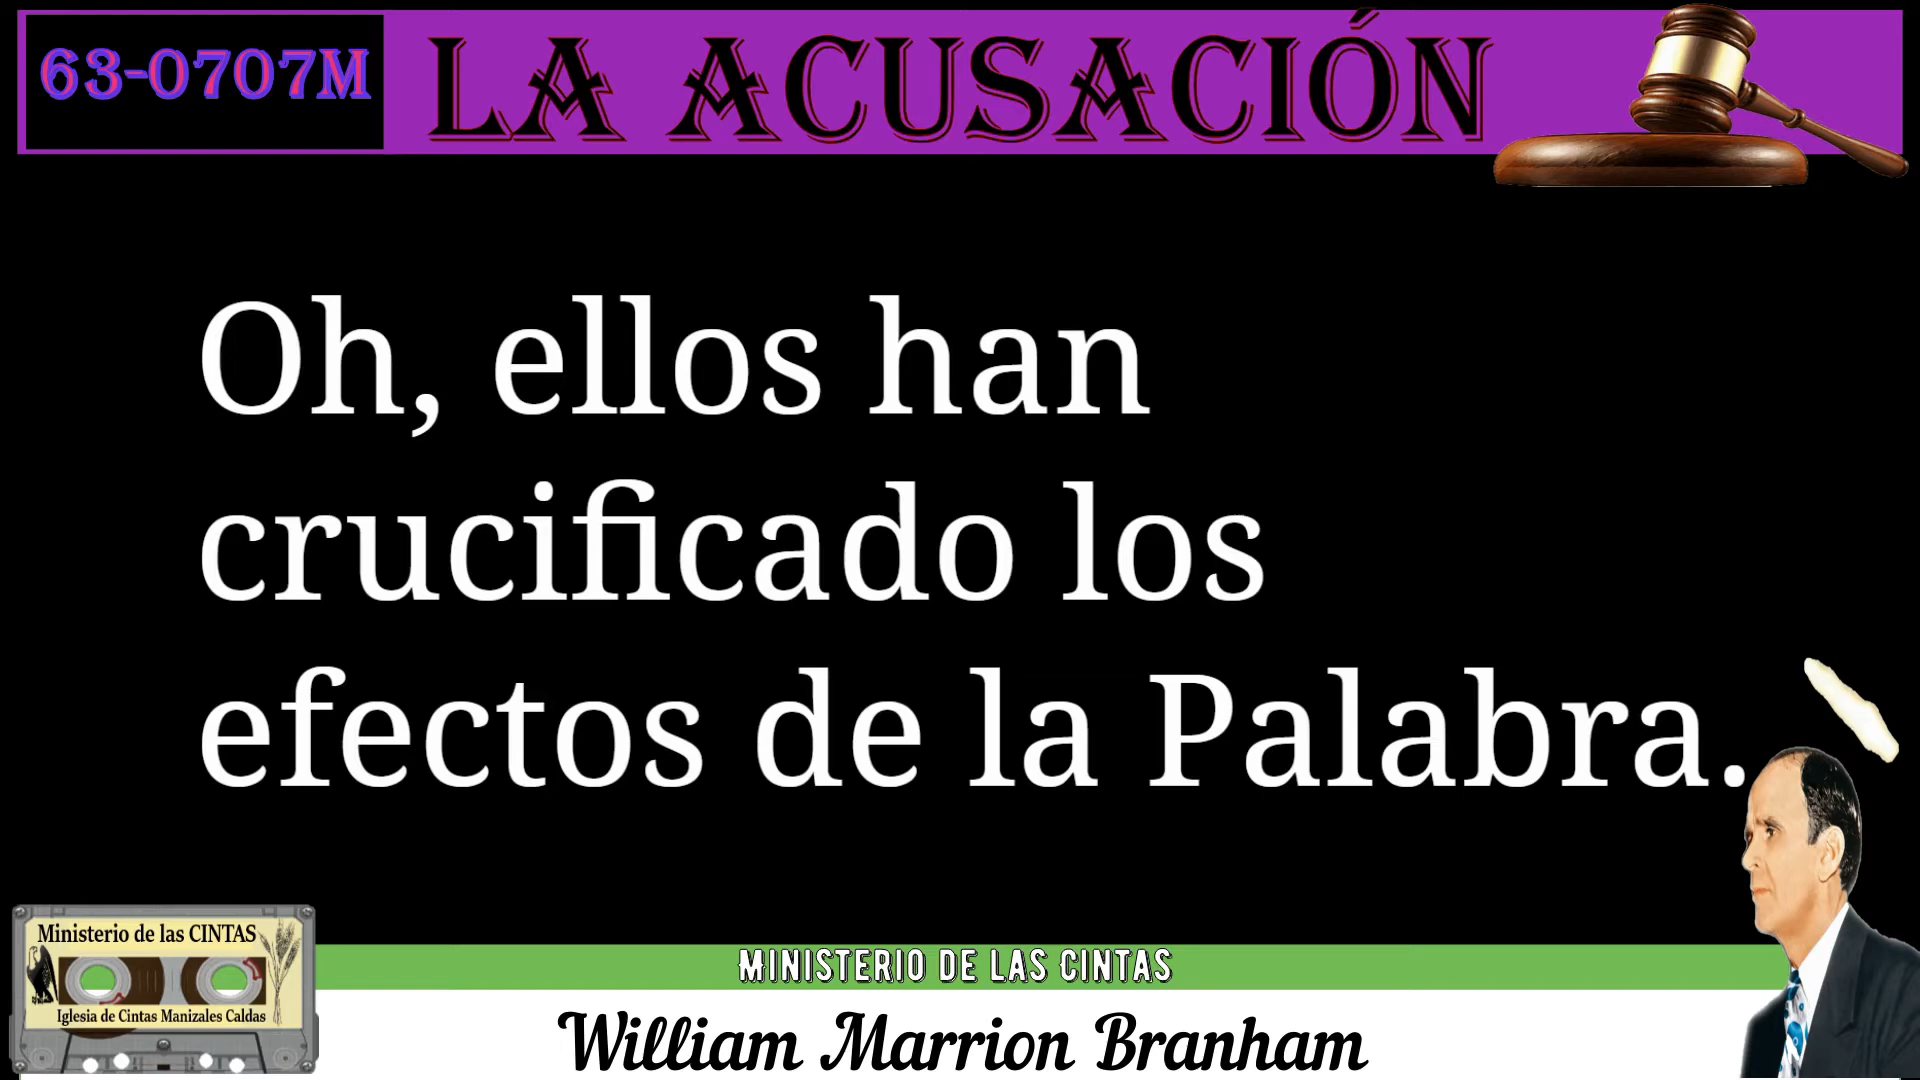 63-0707M
LA ACUSACIÓN
Oh, ellos han
crucificado los
efectos de la Palabra.
Ministerio de las CINTAS
Iglesia de Cintas Manizales Caldas
MINISTERIO DE LAS CINTAS
William Marrion Branham